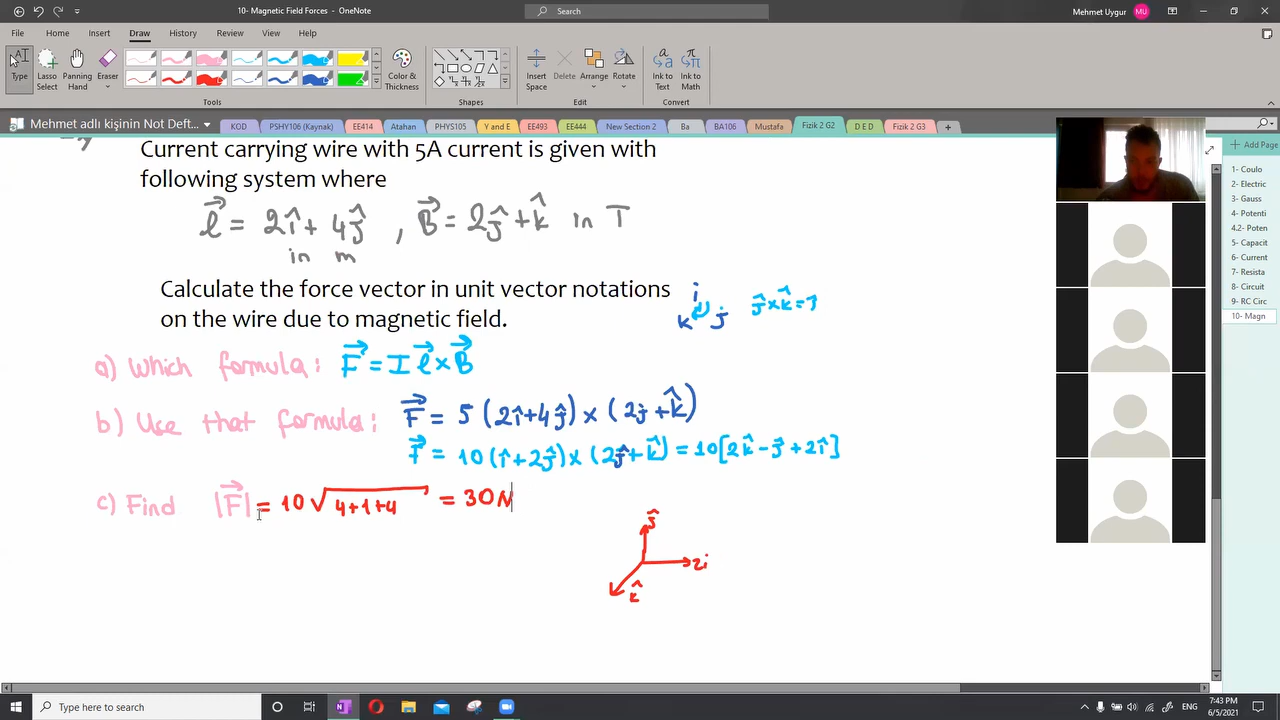 10- Magnetic Field Forces - OneNote
Search
Mehmet Uygur
MU
File Home Insert Draw History Review View Help
Type
Lasso Select
Panning Hand
Eraser
Color & Thickness
Insert Space
Delete
Arrange
Rotate
Ink to Text
Ink to Math
Tools
Shapes
Edit
Convert
Mehmet adlı kişinin Not Deft...
KOD PSHY106 (Kaynak) EE414 Atahan PHYS105 Y and E EE493 EE444 New Section 2 Ba BA106 Mustafa Fizik 2 G2 D E D Fizik 2 G3 +
Add Page
1- Coulo
2- Electric
3- Gauss
4- Potenti
4.2- Poten
5- Capacit
6- Current
7- Resista
8- Circuit
9- RC Circ
10- Magn
Current carrying wire with 5A current is given with
following system where
l⃗ = 2î + 4ĵ , B⃗ = 2ĵ + k̂ in T
in m
Calculate the force vector in unit vector notations
on the wire due to magnetic field.
i
k j
ĵ x k̂ = î
a) Which formula: F⃗ = I l⃗ x B⃗
b) Use that formula: F⃗ = 5 (2î+4ĵ) x (2ĵ + k̂)
F⃗ = 10 (î+2ĵ) x (2ĵ+k̂) = 10[2k̂ - ĵ + 2î]
c) Find |F⃗| = 10 √4+1+4 = 30N
ĵ
2i
k̂
Type here to search
ENG
7:43 PM
6/5/2021